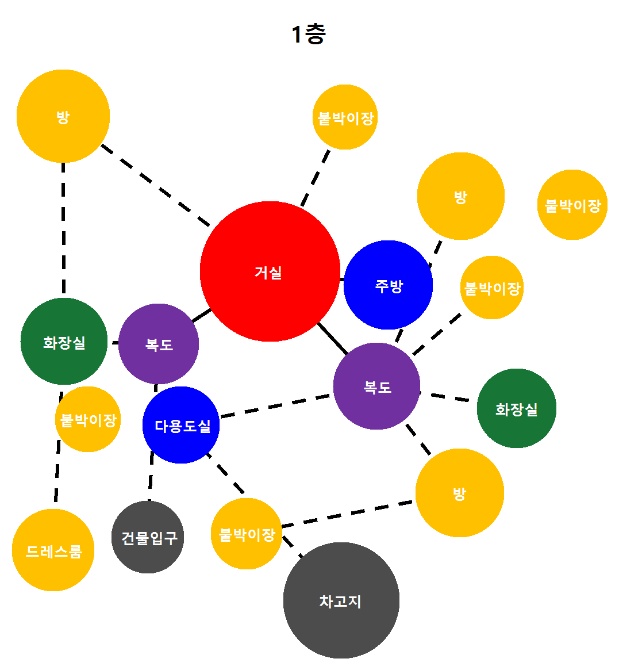 1층
방
붙박이장
방
붙박이장
거실
주방
붙박이장
화장실
복도
복도
화장실
붙박이장
다용도실
방
건물입구
붙박이장
드레스룸
차고지